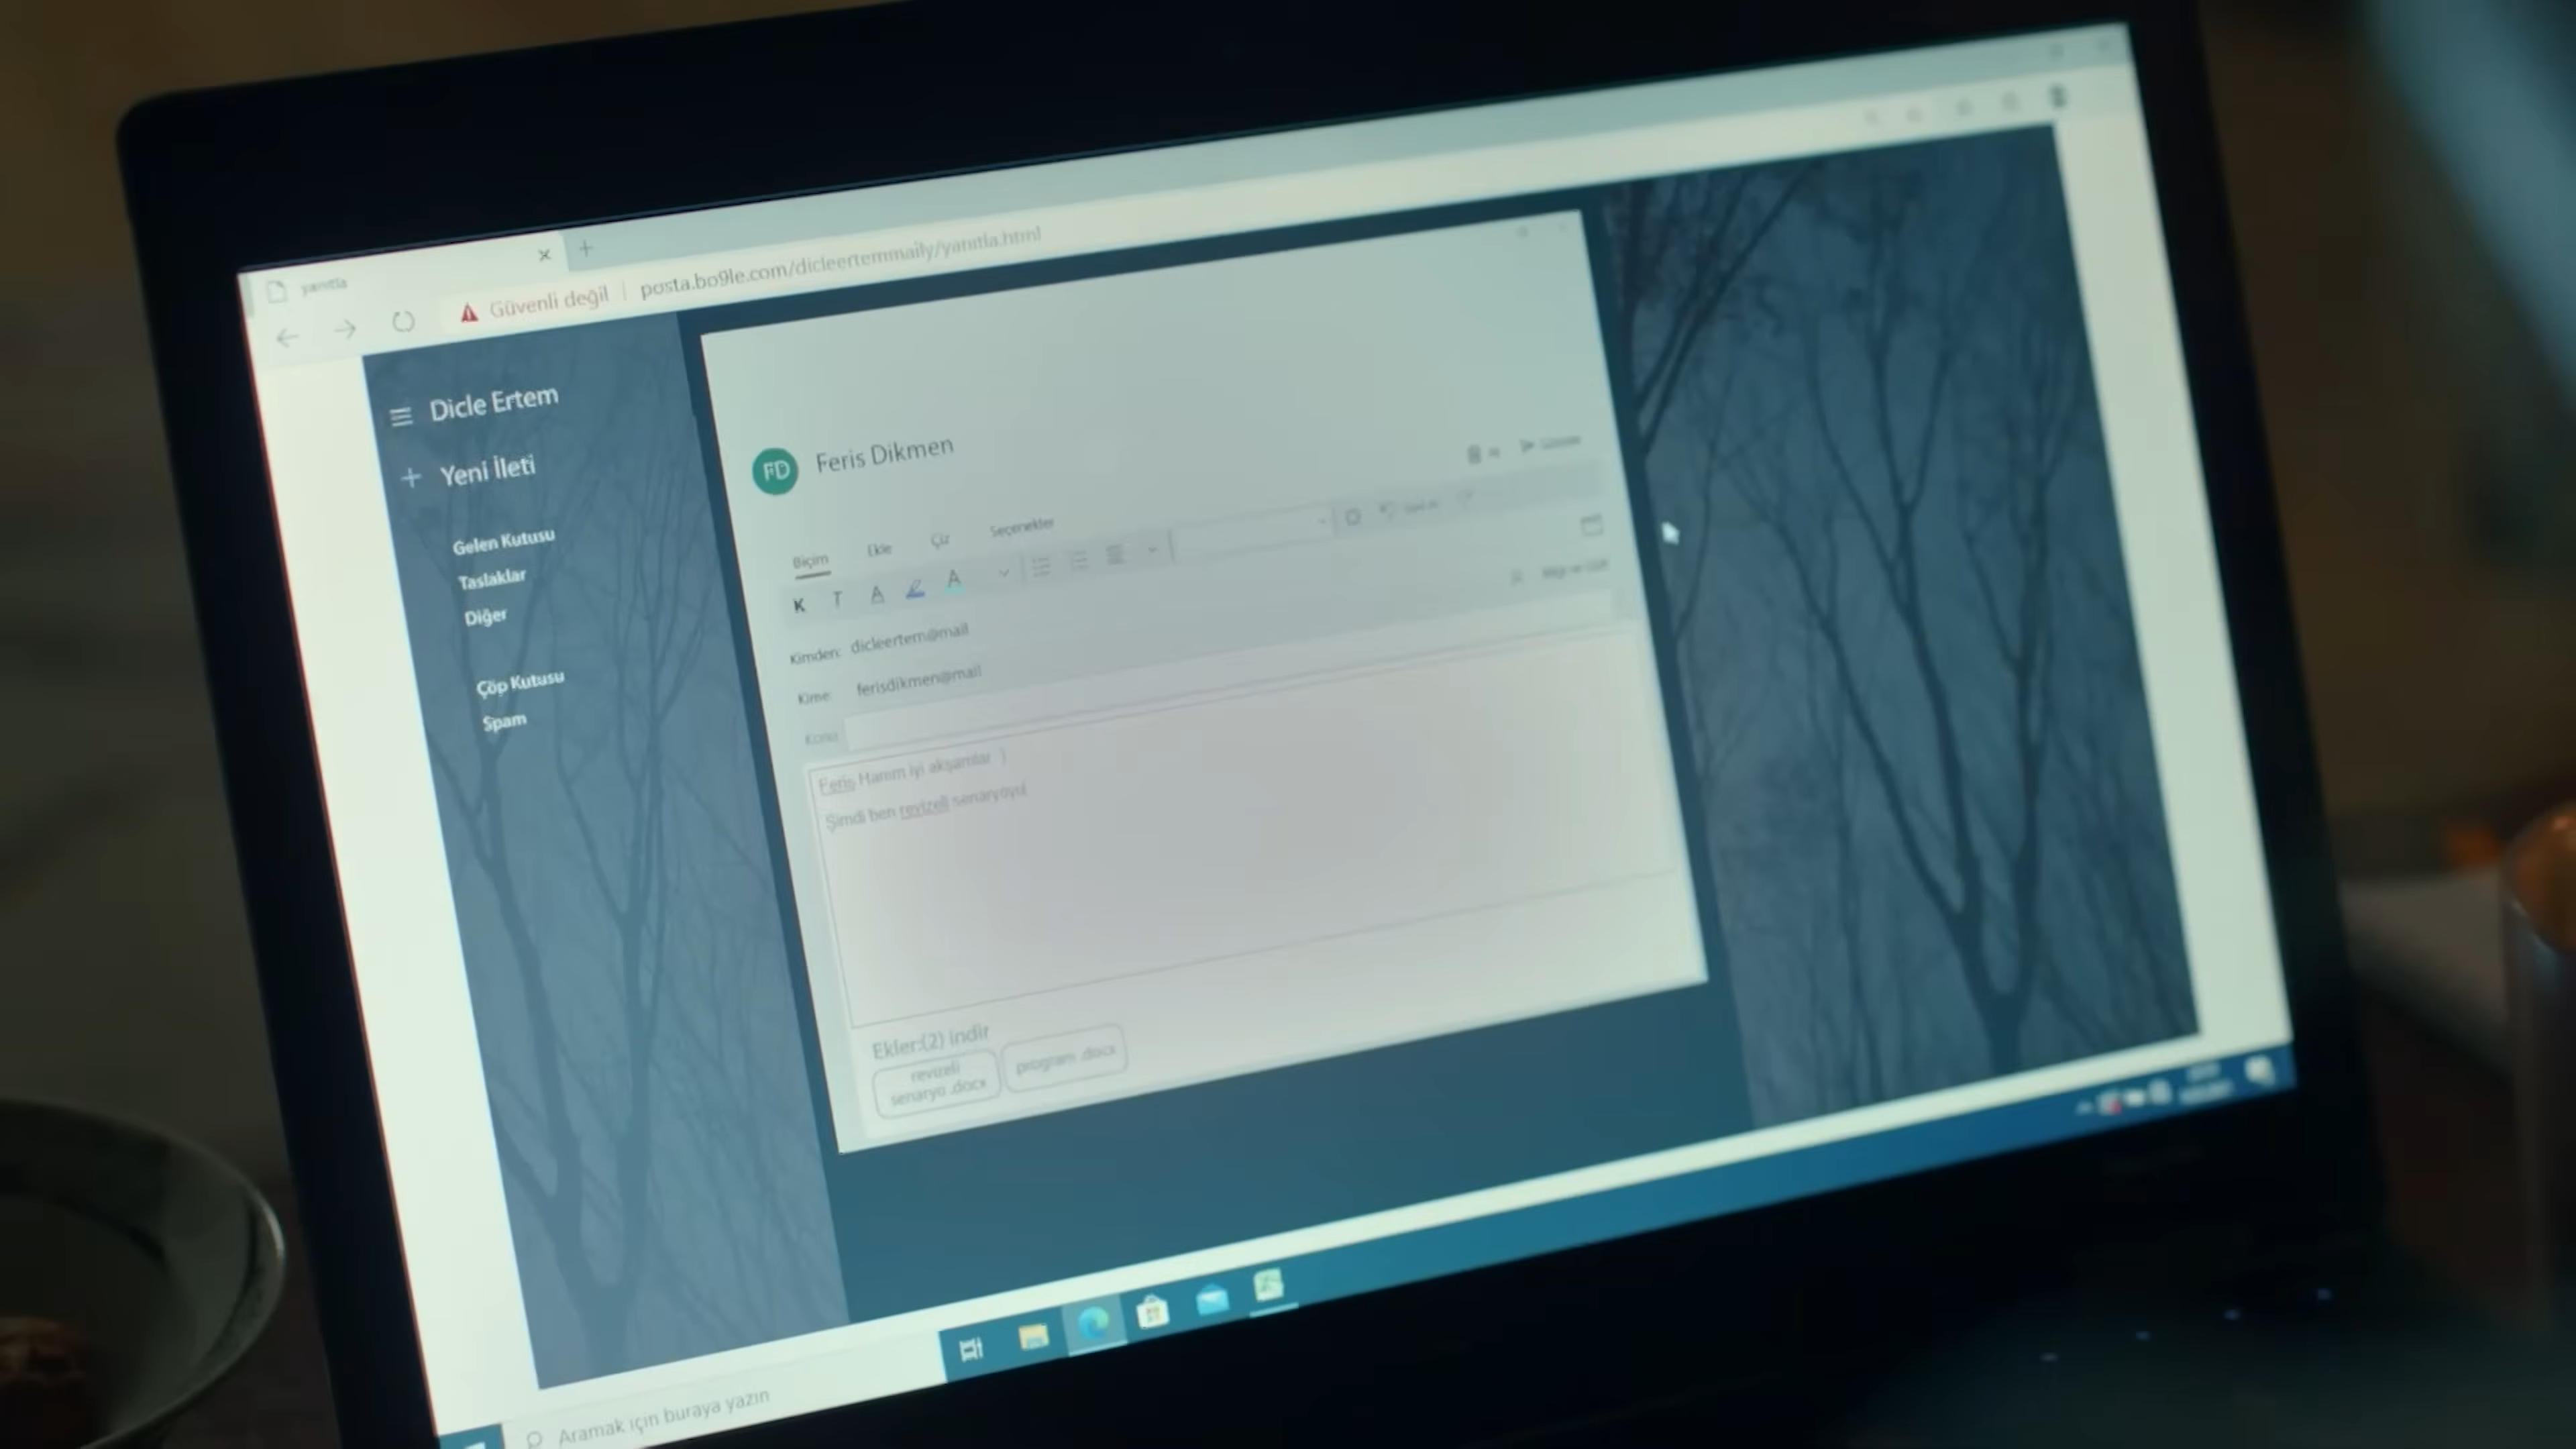 yanıtla
Güvenli değil | posta.bo9le.com/dicleertemmaily/yanıtla.html
Dicle Ertem
Yeni İleti
Gelen Kutusu
Taslaklar
Diğer
Çöp Kutusu
Spam
FD Feris Dikmen
Biçim Ekle Çiz Seçenekler
K T A A
Kimden: dicleertem@mail
Kime: ferisdikmen@mail
Konu
Feris Hanım iyi akşamlar
Şimdi ben revizeli senaryoyu
Ekler:(2) indir
revizeli
senaryo .docx
program .docx
Aramak için buraya yazın